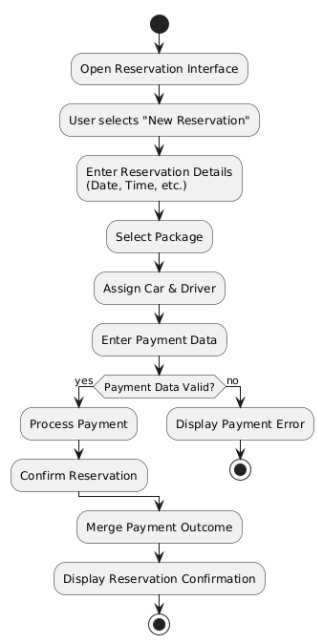 Open Reservation Interface
User selects "New Reservation"
Enter Reservation Details
(Date, Time, etc.)
Select Package
Assign Car & Driver
Enter Payment Data
yes
Payment Data Valid?
no
Process Payment
Display Payment Error
Confirm Reservation
Merge Payment Outcome
Display Reservation Confirmation